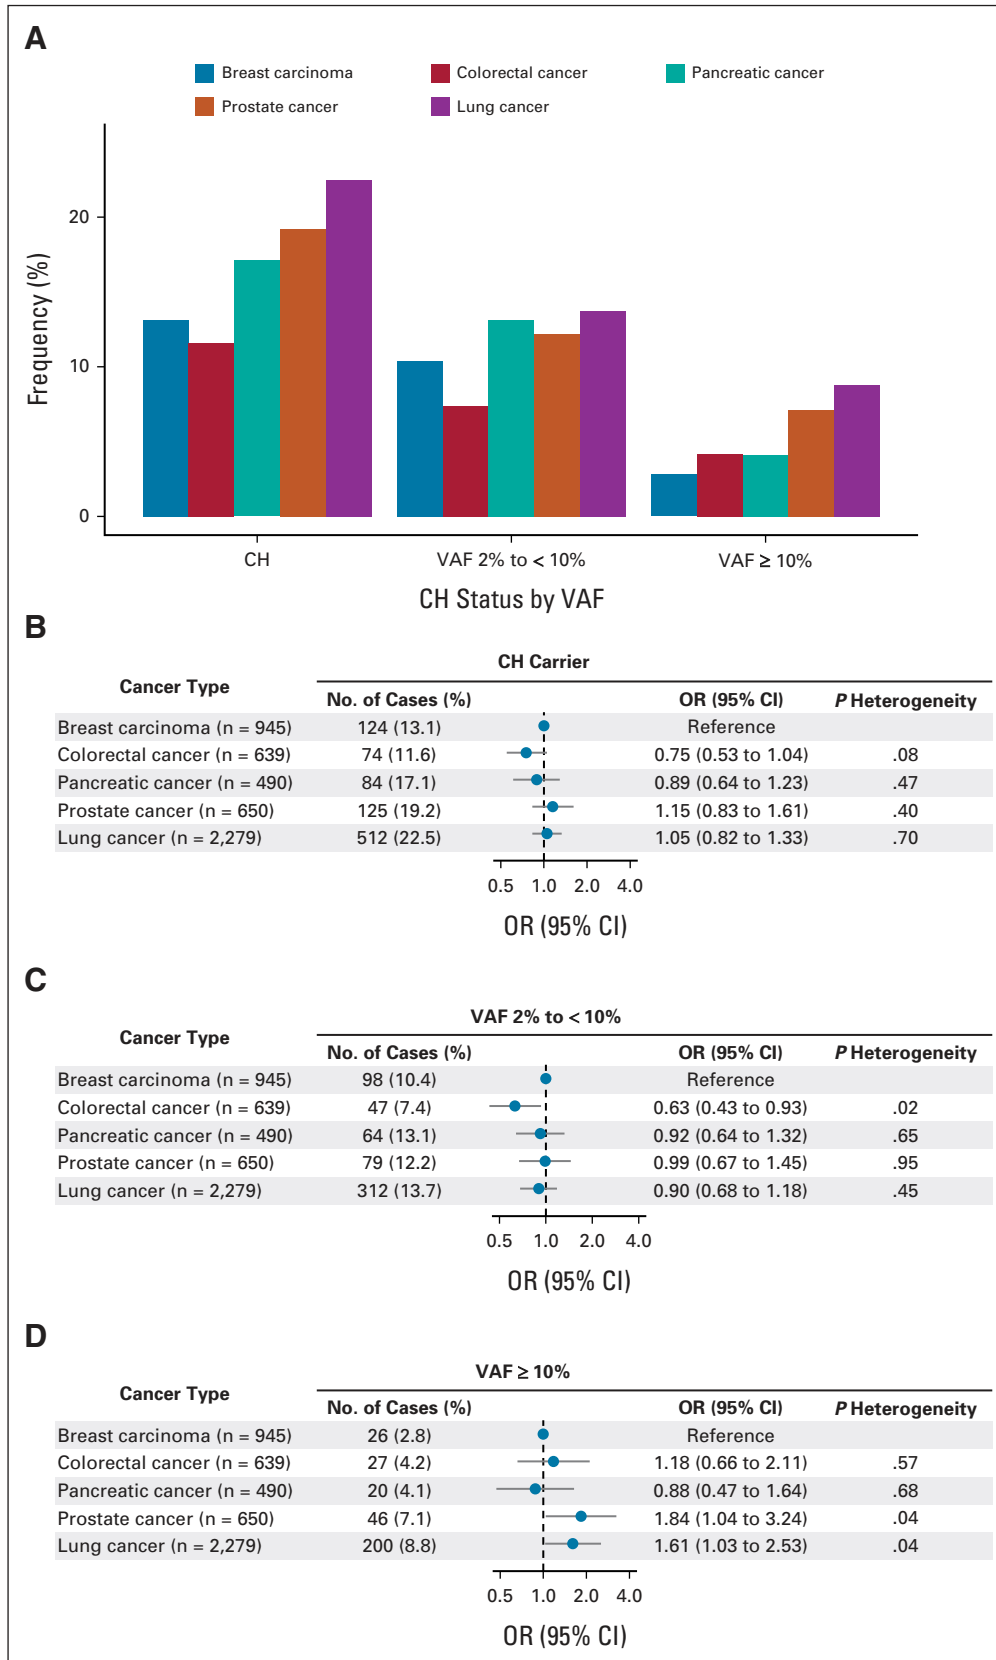 A
Breast carcinoma Colorectal cancer Pancreatic cancer
Prostate cancer Lung cancer
Frequency (%)
20
10
0
CH VAF 2% to < 10% VAF ≥ 10%
CH Status by VAF
B
CH Carrier
Cancer Type
No. of Cases (%) OR (95% CI) P Heterogeneity
Breast carcinoma (n = 945) 124 (13.1) Reference
Colorectal cancer (n = 639) 74 (11.6) 0.75 (0.53 to 1.04) .08
Pancreatic cancer (n = 490) 84 (17.1) 0.89 (0.64 to 1.23) .47
Prostate cancer (n = 650) 125 (19.2) 1.15 (0.83 to 1.61) .40
Lung cancer (n = 2,279) 512 (22.5) 1.05 (0.82 to 1.33) .70
0.5 1.0 2.0 4.0
OR (95% CI)
C
VAF 2% to < 10%
Cancer Type
No. of Cases (%) OR (95% CI) P Heterogeneity
Breast carcinoma (n = 945) 98 (10.4) Reference
Colorectal cancer (n = 639) 47 (7.4) 0.63 (0.43 to 0.93) .02
Pancreatic cancer (n = 490) 64 (13.1) 0.92 (0.64 to 1.32) .65
Prostate cancer (n = 650) 79 (12.2) 0.99 (0.67 to 1.45) .95
Lung cancer (n = 2,279) 312 (13.7) 0.90 (0.68 to 1.18) .45
0.5 1.0 2.0 4.0
OR (95% CI)
D
VAF ≥ 10%
Cancer Type
No. of Cases (%) OR (95% CI) P Heterogeneity
Breast carcinoma (n = 945) 26 (2.8) Reference
Colorectal cancer (n = 639) 27 (4.2) 1.18 (0.66 to 2.11) .57
Pancreatic cancer (n = 490) 20 (4.1) 0.88 (0.47 to 1.64) .68
Prostate cancer (n = 650) 46 (7.1) 1.84 (1.04 to 3.24) .04
Lung cancer (n = 2,279) 200 (8.8) 1.61 (1.03 to 2.53) .04
0.5 1.0 2.0 4.0
OR (95% CI)